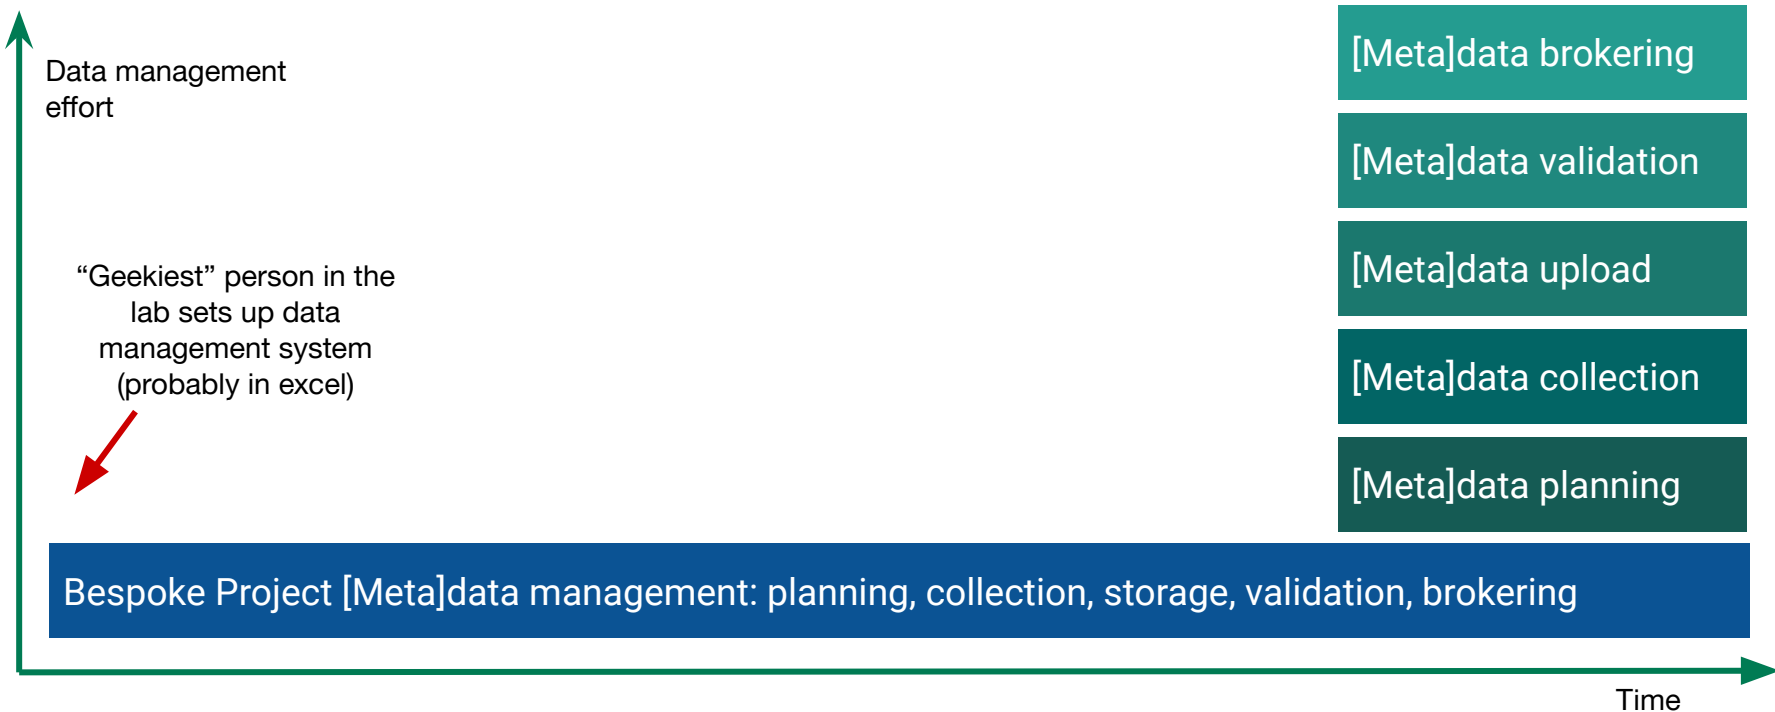 Data management
effort
“Geekiest” person in the
lab sets up data
management system
(probably in excel)
[Meta]data brokering
[Meta]data validation
[Meta]data upload
[Meta]data collection
[Meta]data planning
Bespoke Project [Meta]data management: planning, collection, storage, validation, brokering
Time